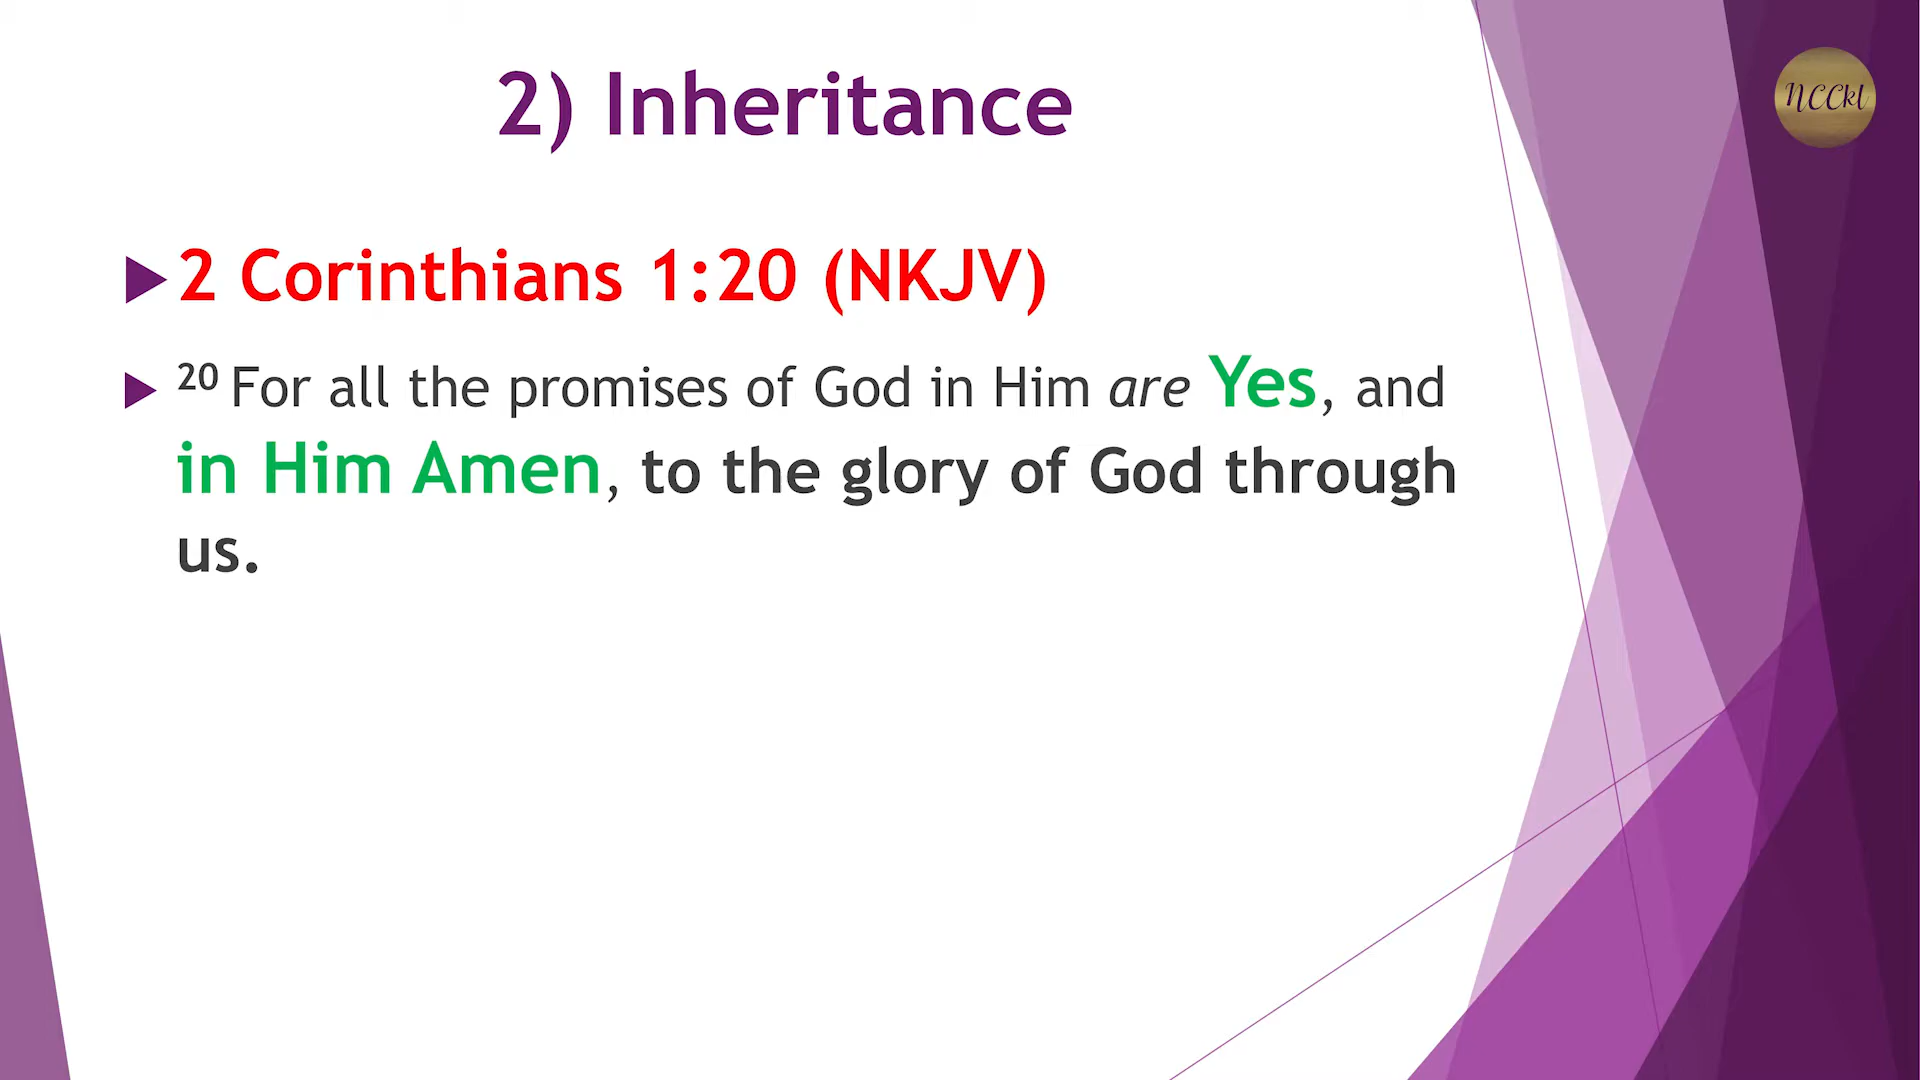 2) Inheritance
NCCkl
2 Corinthians 1:20 (NKJV)
20 For all the promises of God in Him are Yes, and
in Him Amen, to the glory of God through
us.